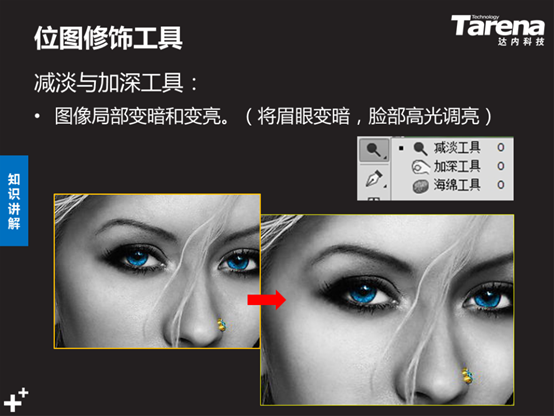 位图修饰工具
Technology
Tarena
达内科技
减淡与加深工具：
• 图像局部变暗和变亮。（将眉眼变暗，脸部高光调亮）
减淡工具 O
加深工具 O
海绵工具 O
知识讲解